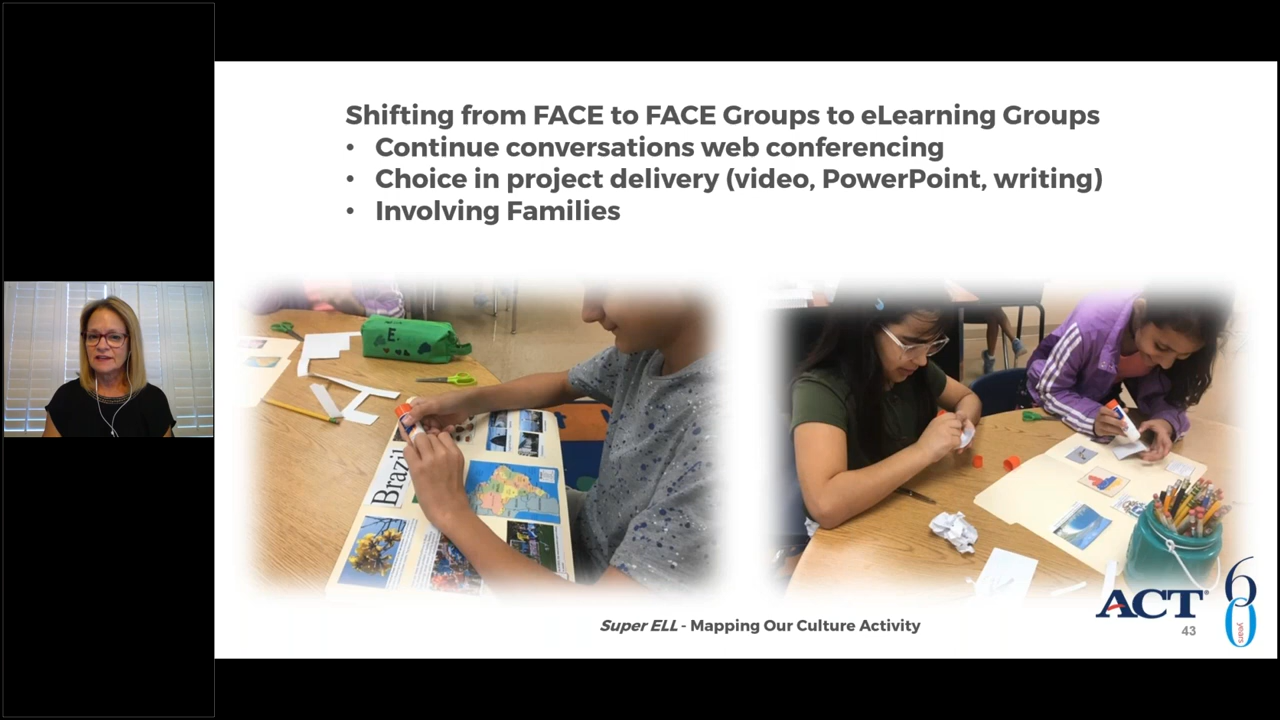 Shifting from FACE to FACE Groups to eLearning Groups
• Continue conversations web conferencing
• Choice in project delivery (video, PowerPoint, writing)
• Involving Families
Brazil
Super ELL - Mapping Our Culture Activity
ACT®
60
years
43